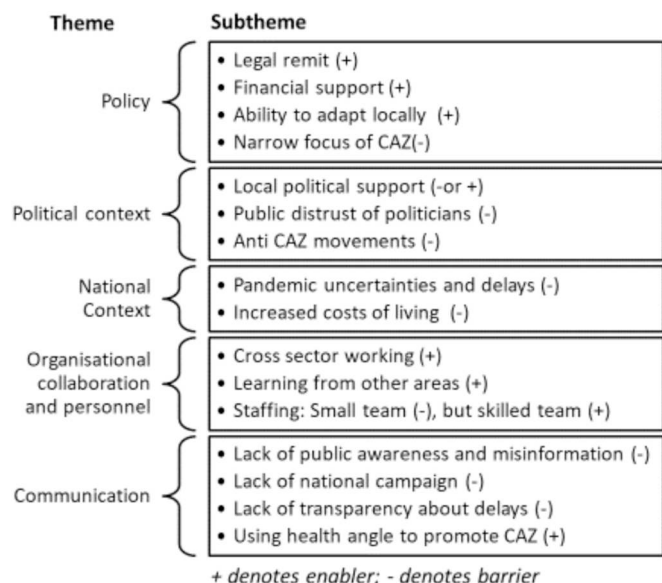 Theme Subtheme
Policy
• Legal remit (+)
• Financial support (+)
• Ability to adapt locally (+)
• Narrow focus of CAZ(-)
Political context
• Local political support (-or +)
• Public distrust of politicians (-)
• Anti CAZ movements (-)
National
Context
• Pandemic uncertainties and delays (-)
• Increased costs of living (-)
Organisational
collaboration
and personnel
• Cross sector working (+)
• Learning from other areas (+)
• Staffing: Small team (-), but skilled team (+)
Communication
• Lack of public awareness and misinformation (-)
• Lack of national campaign (-)
• Lack of transparency about delays (-)
• Using health angle to promote CAZ (+)
+ denotes enabler; - denotes barrier